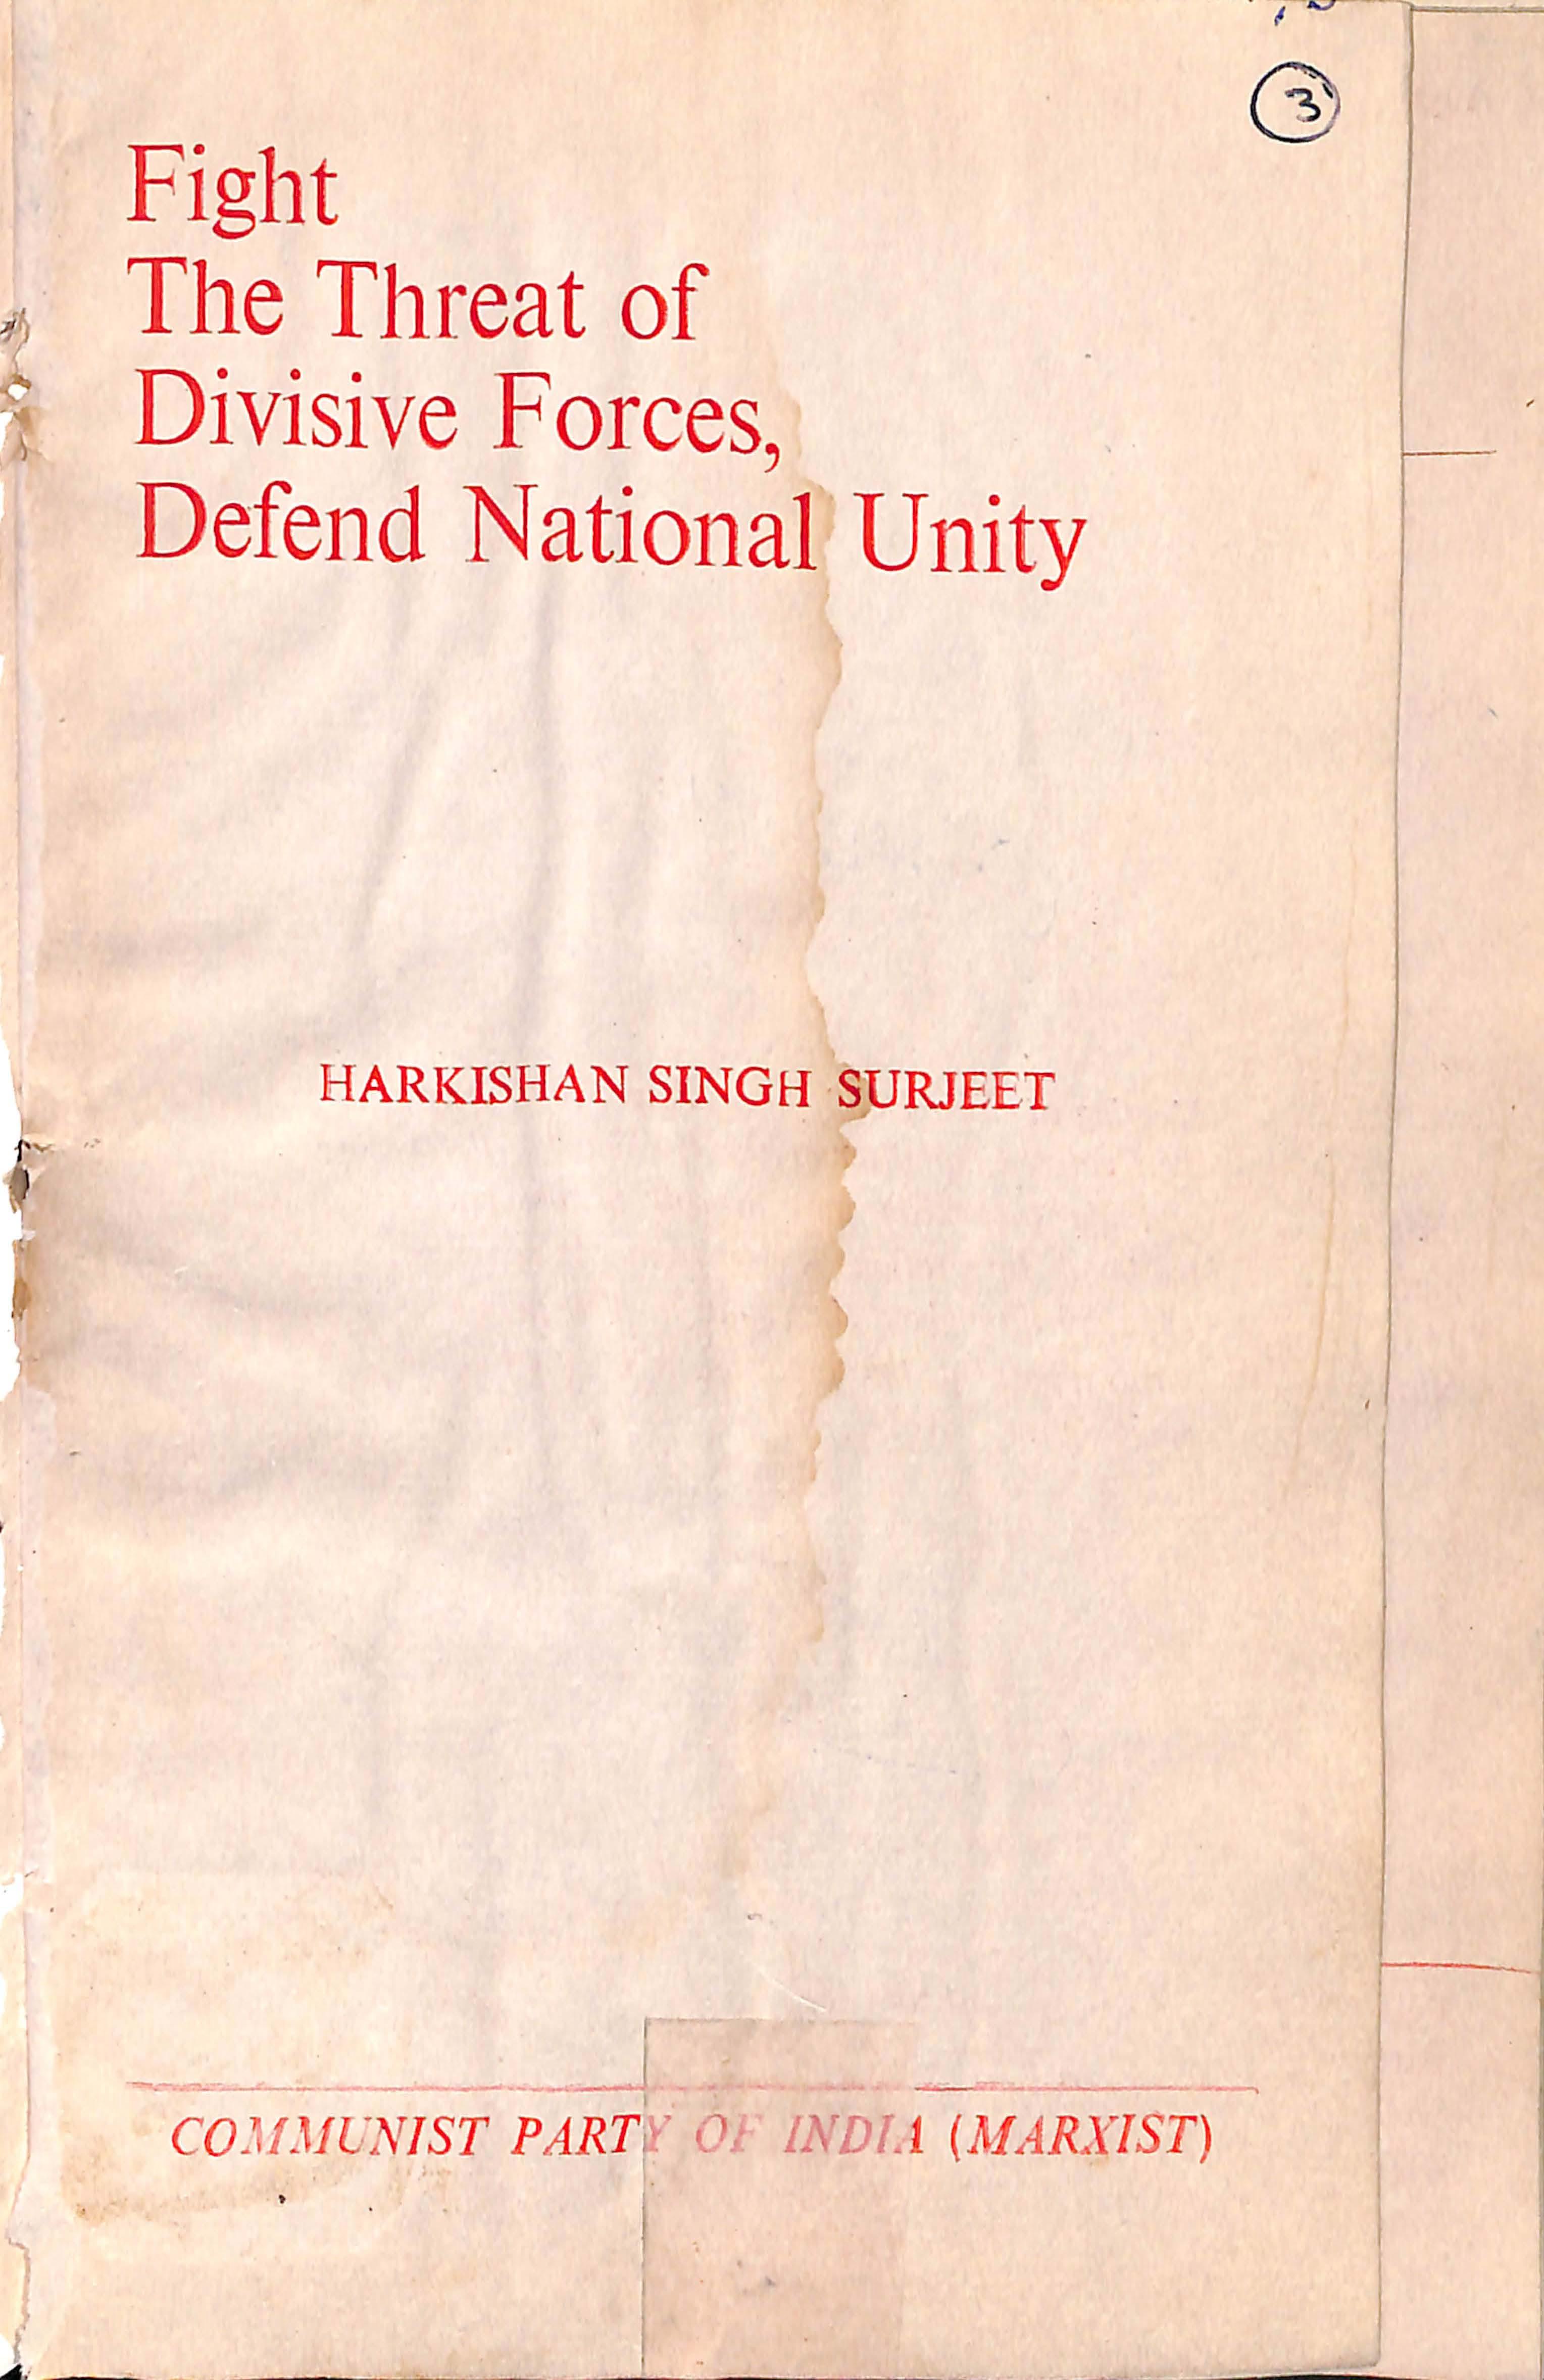 3
Fight
The Threat of
Divisive Forces,
Defend National Unity
HARKISHAN SINGH SURJEET
COMMUNIST PARTY OF INDIA (MARXIST)